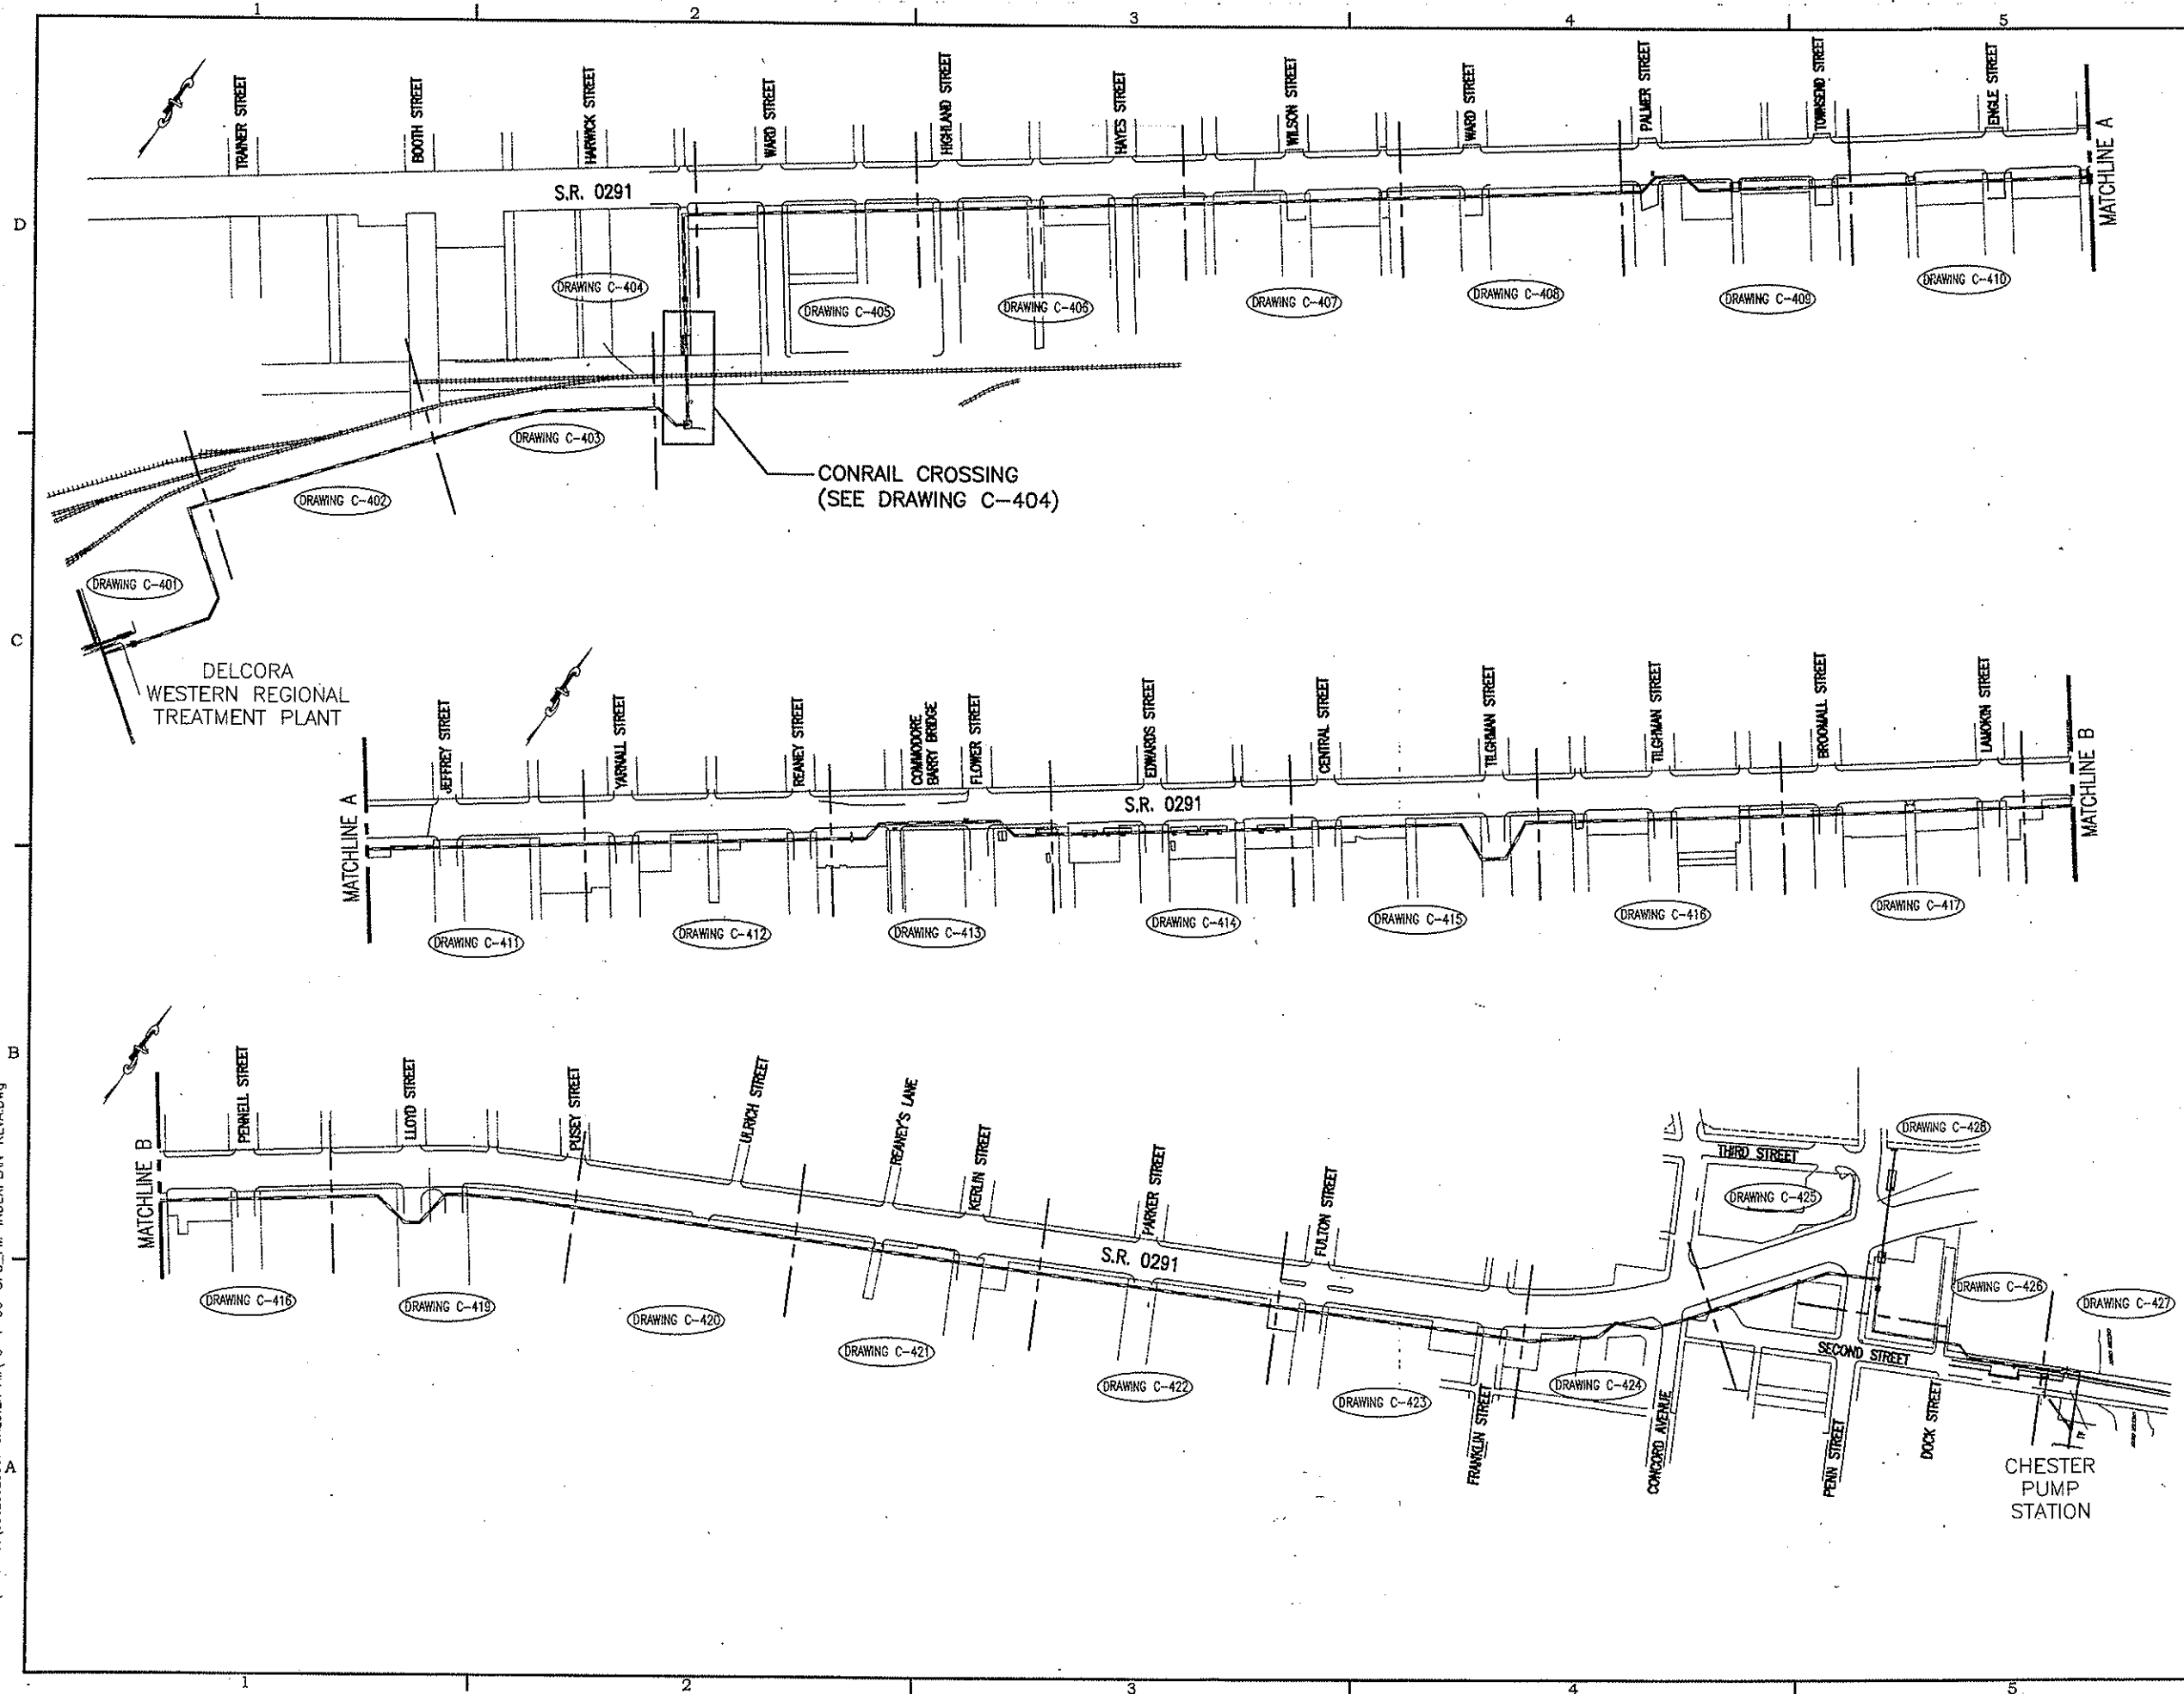 1
2
3
4
5
TRAINER STREET
BOOTH STREET
HARWICK STREET
WARD STREET
HIGHLAND STREET
HAYES STREET
WILSON STREET
WARD STREET
PALMER STREET
TOWNSEND STREET
ENGLE STREET
MATCHLINE A
S.R. 0291
D
DRAWING C-404
DRAWING C-405
DRAWING C-406
DRAWING C-407
DRAWING C-408
DRAWING C-409
DRAWING C-410
DRAWING C-403
DRAWING C-402
CONRAIL CROSSING
(SEE DRAWING C-404)
DRAWING C-401
C
DELCORA
WESTERN REGIONAL
TREATMENT PLANT
MATCHLINE A
JEFFREY STREET
YARNALL STREET
REANEY STREET
COMMODORE
BARRY BRIDGE
FLOWER STREET
EDWARDS STREET
CENTRAL STREET
TILGHMAN STREET
TILGHMAN STREET
BROOMALL STREET
LAMOKIN STREET
MATCHLINE B
S.R. 0291
DRAWING C-411
DRAWING C-412
DRAWING C-413
DRAWING C-414
DRAWING C-415
DRAWING C-416
DRAWING C-417
B
MATCHLINE B
PENNELL STREET
LLOYD STREET
PUSEY STREET
ULRICH STREET
REANEY'S LANE
KERLIN STREET
PARKER STREET
FULTON STREET
S.R. 0291
THIRD STREET
DRAWING C-428
DRAWING C-425
DRAWING C-416
DRAWING C-419
DRAWING C-420
DRAWING C-421
DRAWING C-422
DRAWING C-423
DRAWING C-424
DRAWING C-426
DRAWING C-427
SECOND STREET
FRANKLIN STREET
CONCORD AVENUE
PENN STREET
DOCK STREET
A
CHESTER
PUMP
STATION
1
2
3
4
5